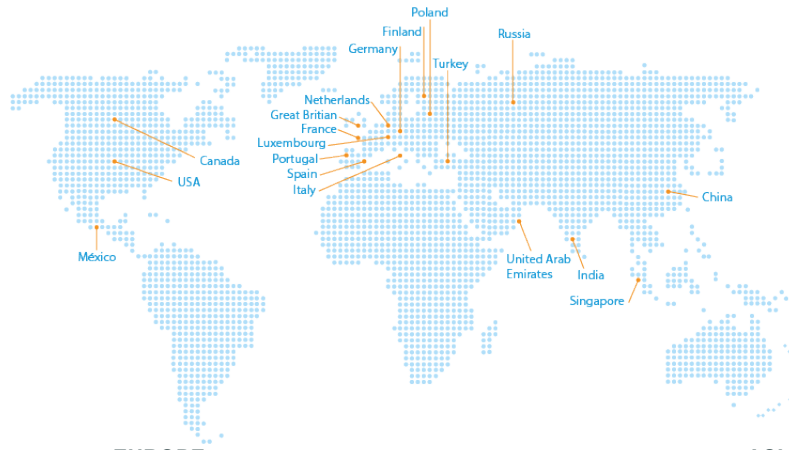 Poland
Finland
Russia
Germany
Turkey
Netherlands
Great Britian
France
Luxembourg
Canada
Portugal
Spain
USA
Italy
China
México
United Arab
Emirates
India
Singapore